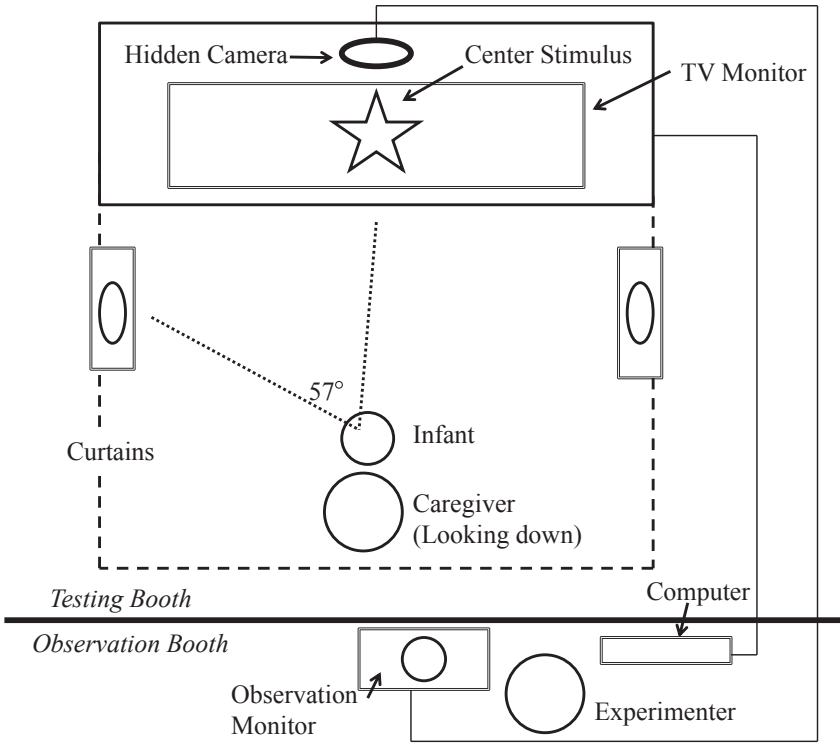 Hidden Camera
Center Stimulus
TV Monitor
57°
Infant
Curtains
Caregiver
(Looking down)
Testing Booth
Computer
Observation Booth
Observation
Monitor
Experimenter